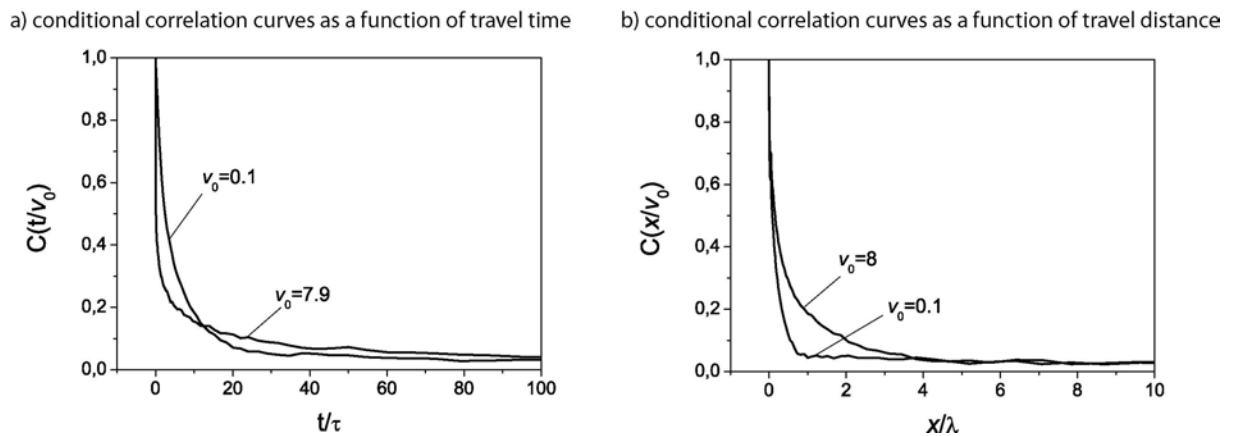 a) conditional correlation curves as a function of travel time
b) conditional correlation curves as a function of travel distance
1,0
0,8
0,6
0,4
0,2
0,0
C(t/v₀)
v₀=0.1
v₀=7.9
0
20
40
60
80
100
t/τ
1,0
0,8
0,6
0,4
0,2
0,0
C(x/v₀)
v₀=8
v₀=0.1
0
2
4
6
8
10
x/λ